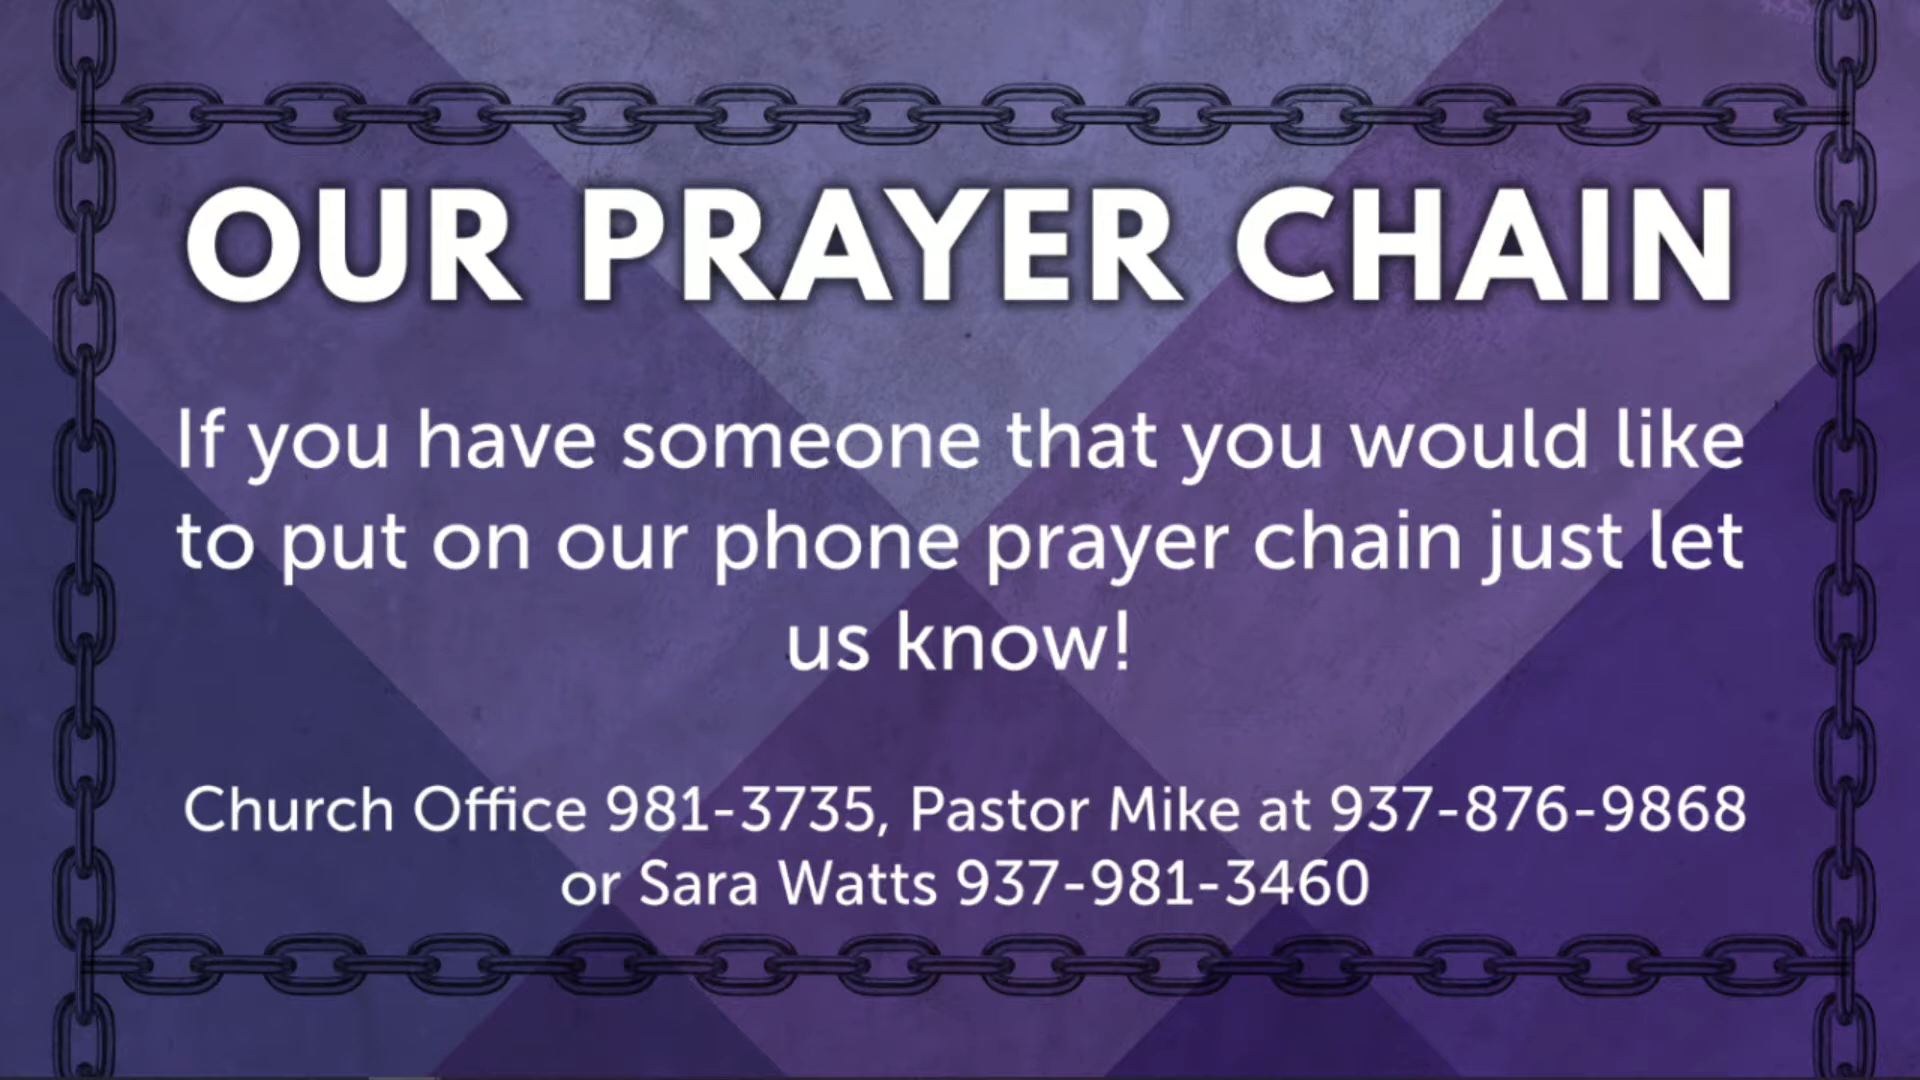 OUR PRAYER CHAIN
If you have someone that you would like
to put on our phone prayer chain just let
us know!
Church Office 981-3735, Pastor Mike at 937-876-9868
or Sara Watts 937-981-3460